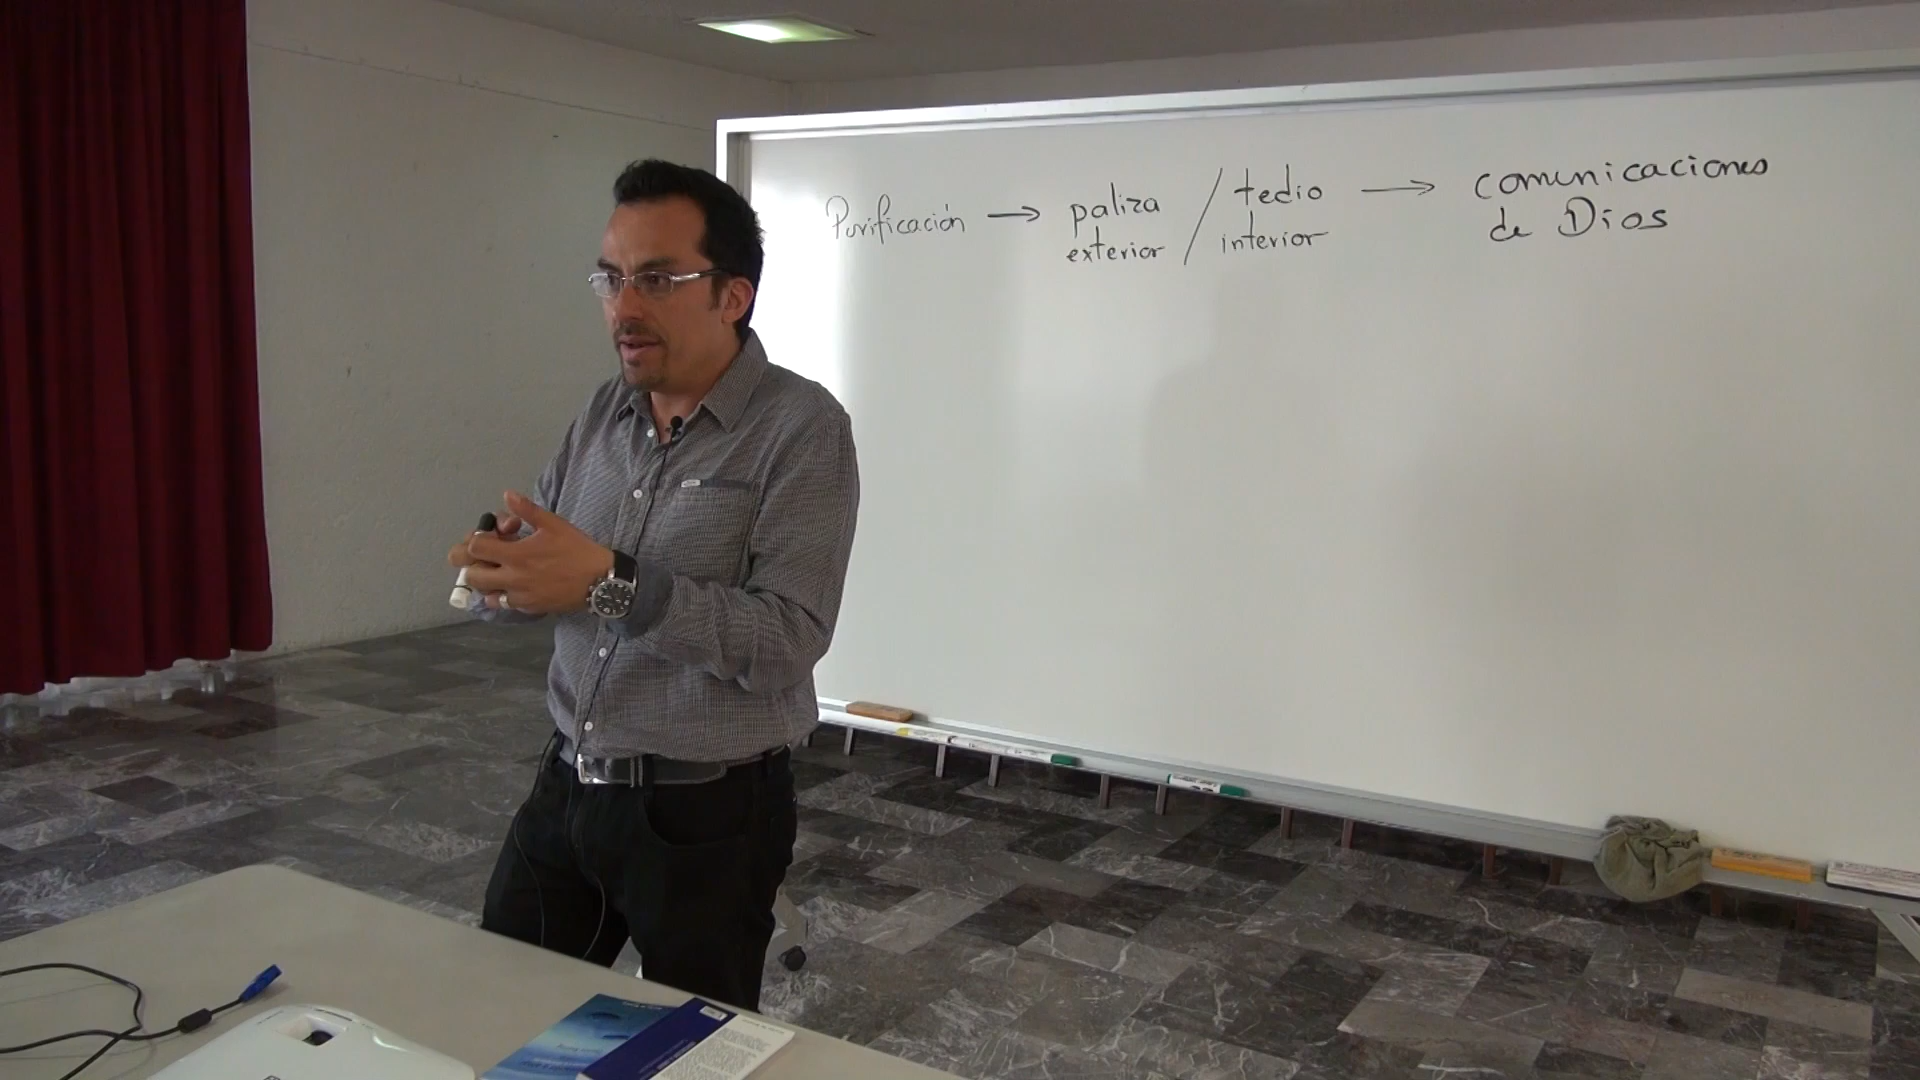 Purificación → paliza / tedio → comunicaciones
exterior / interior de Dios